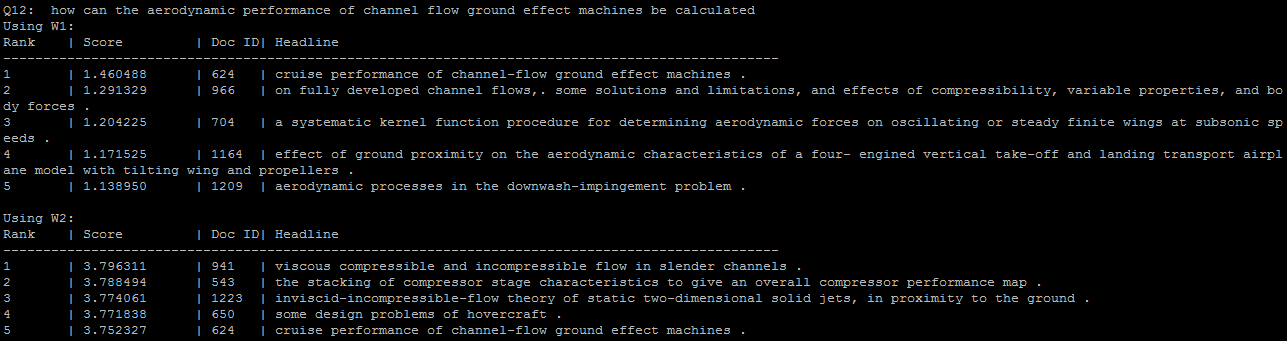 Q12:  how can the aerodynamic performance of channel flow ground effect machines be calculated
Using W1:
Rank    | Score         | Doc ID| Headline
-------------------------------------------------------------------------------------------------
1       | 1.460488      | 624   | cruise performance of channel-flow ground effect machines .
2       | 1.291329      | 966   | on fully developed channel flows,. some solutions and limitations, and effects of compressibility, variable properties, and bo
dy forces .
3       | 1.204225      | 704   | a systematic kernel function procedure for determining aerodynamic forces on oscillating or steady finite wings at subsonic sp
eeds .
4       | 1.171525      | 1164  | effect of ground proximity on the aerodynamic characteristics of a four- engined vertical take-off and landing transport airpl
ane model with tilting wing and propellers .
5       | 1.138950      | 1209  | aerodynamic processes in the downwash-impingement problem .

Using W2:
Rank    | Score         | Doc ID| Headline
-------------------------------------------------------------------------------------------------
1       | 3.796311      | 941   | viscous compressible and incompressible flow in slender channels .
2       | 3.788494      | 543   | the stacking of compressor stage characteristics to give an overall compressor performance map .
3       | 3.774061      | 1223  | inviscid-incompressible-flow theory of static two-dimensional solid jets, in proximity to the ground .
4       | 3.771838      | 650   | some design problems of hovercraft .
5       | 3.752327      | 624   | cruise performance of channel-flow ground effect machines .